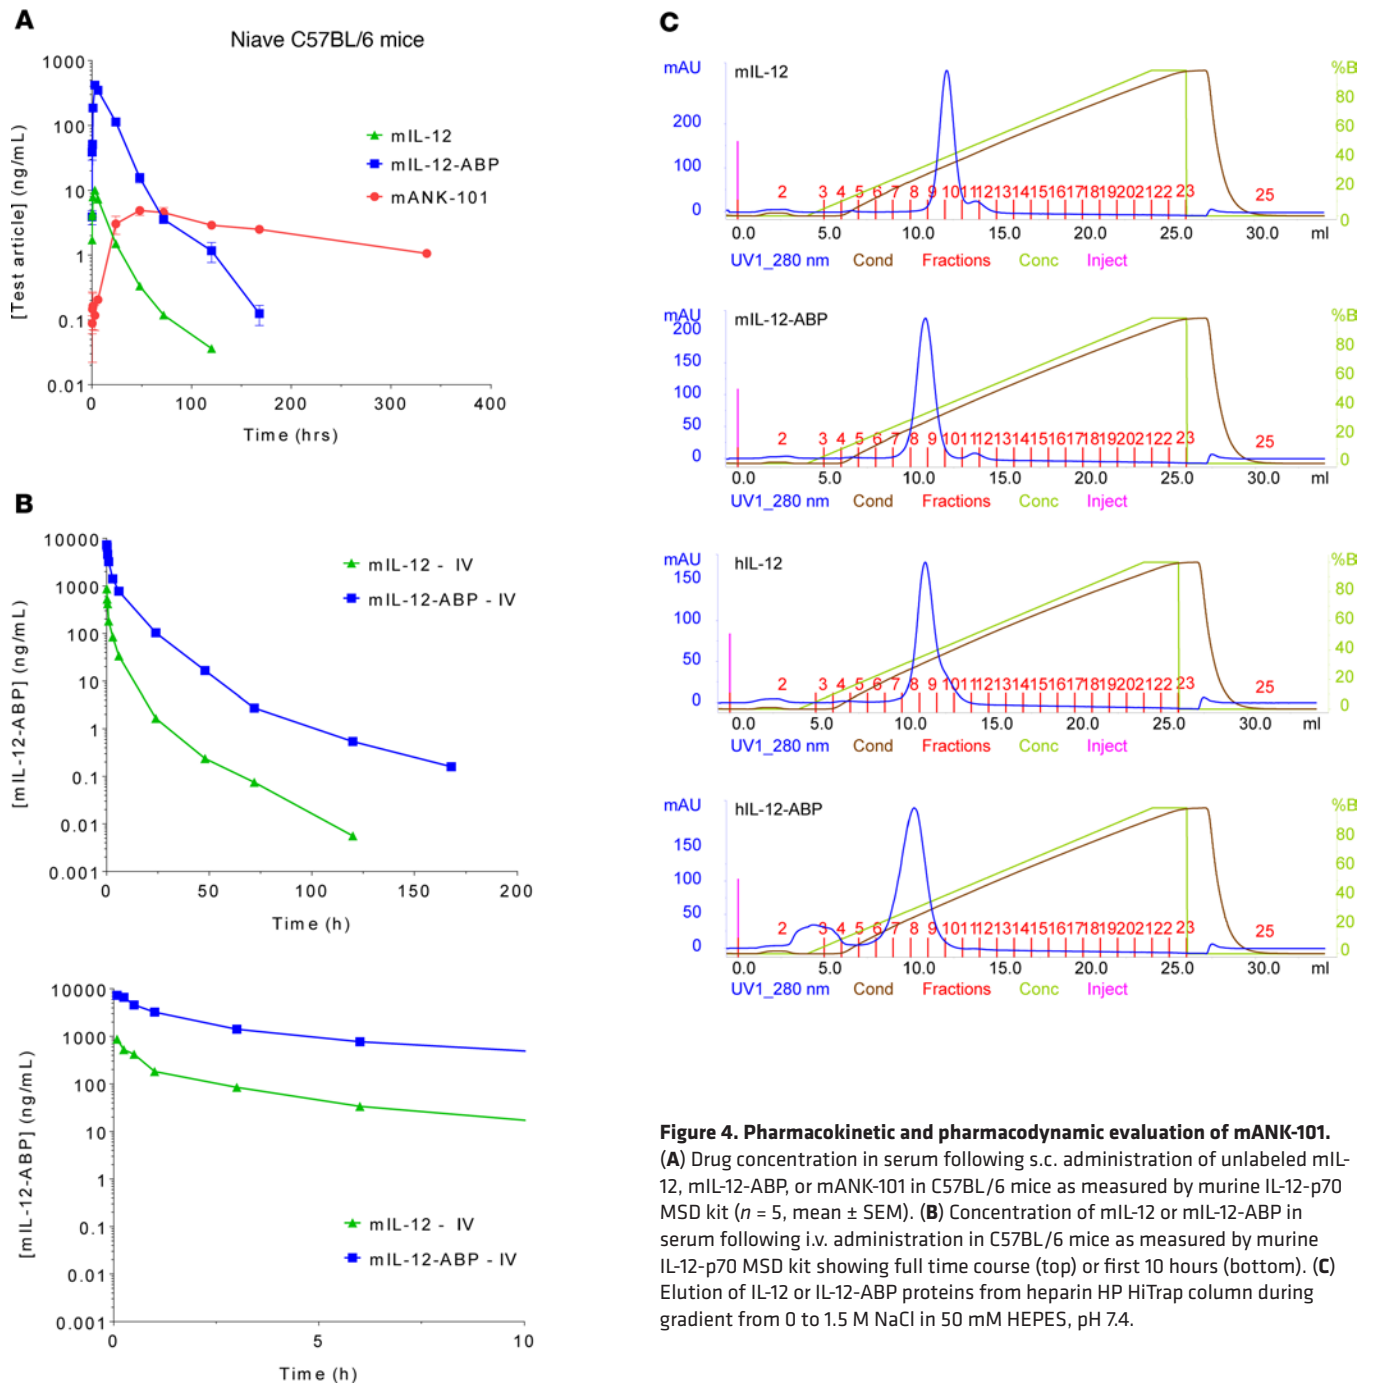 A
Niave C57BL/6 mice
[Test article] (ng/mL)
1000
100
10
1
0.1
0.01
mIL-12
mIL-12-ABP
mANK-101
0 100 200 300 400
Time (hrs)
B
[mIL-12-ABP] (ng/mL)
10000
1000
100
10
1
0.1
0.01
0.001
mIL-12 - IV
mIL-12-ABP - IV
0 50 100 150 200
Time (h)
[mIL-12-ABP] (ng/mL)
10000
1000
100
10
1
0.1
0.01
0.001
mIL-12 - IV
mIL-12-ABP - IV
0 5 10
Time (h)
C
mAU mIL-12 %B
200
100
0
80
60
40
20
0
2 3 4 5 6 7 8 9 10 11 12 13 14 15 16 17 18 19 20 21 22 23 25
0.0 5.0 10.0 15.0 20.0 25.0 30.0 ml
UV1_280 nm Cond Fractions Conc Inject
mAU mIL-12-ABP %B
200
150
100
50
0
80
60
40
20
0
2 3 4 5 6 7 8 9 10 11 12 13 14 15 16 17 18 19 20 21 22 23 25
0.0 5.0 10.0 15.0 20.0 25.0 30.0 ml
UV1_280 nm Cond Fractions Conc Inject
mAU hIL-12 %B
150
100
50
0
80
60
40
20
0
2 3 4 5 6 7 8 9 10 11 12 13 14 15 16 17 18 19 20 21 22 23 25
0.0 5.0 10.0 15.0 20.0 25.0 30.0 ml
UV1_280 nm Cond Fractions Conc Inject
mAU hIL-12-ABP %B
200
150
100
50
0
80
60
40
20
0
2 3 4 5 6 7 8 9 10 11 12 13 14 15 16 17 18 19 20 21 22 23 25
0.0 5.0 10.0 15.0 20.0 25.0 30.0 ml
UV1_280 nm Cond Fractions Conc Inject
Figure 4. Pharmacokinetic and pharmacodynamic evaluation of mANK-101.
(A) Drug concentration in serum following s.c. administration of unlabeled mIL-
12, mIL-12-ABP, or mANK-101 in C57BL/6 mice as measured by murine IL-12-p70
MSD kit (n = 5, mean ± SEM). (B) Concentration of mIL-12 or mIL-12-ABP in
serum following i.v. administration in C57BL/6 mice as measured by murine
IL-12-p70 MSD kit showing full time course (top) or first 10 hours (bottom). (C)
Elution of IL-12 or IL-12-ABP proteins from heparin HP HiTrap column during
gradient from 0 to 1.5 M NaCl in 50 mM HEPES, pH 7.4.